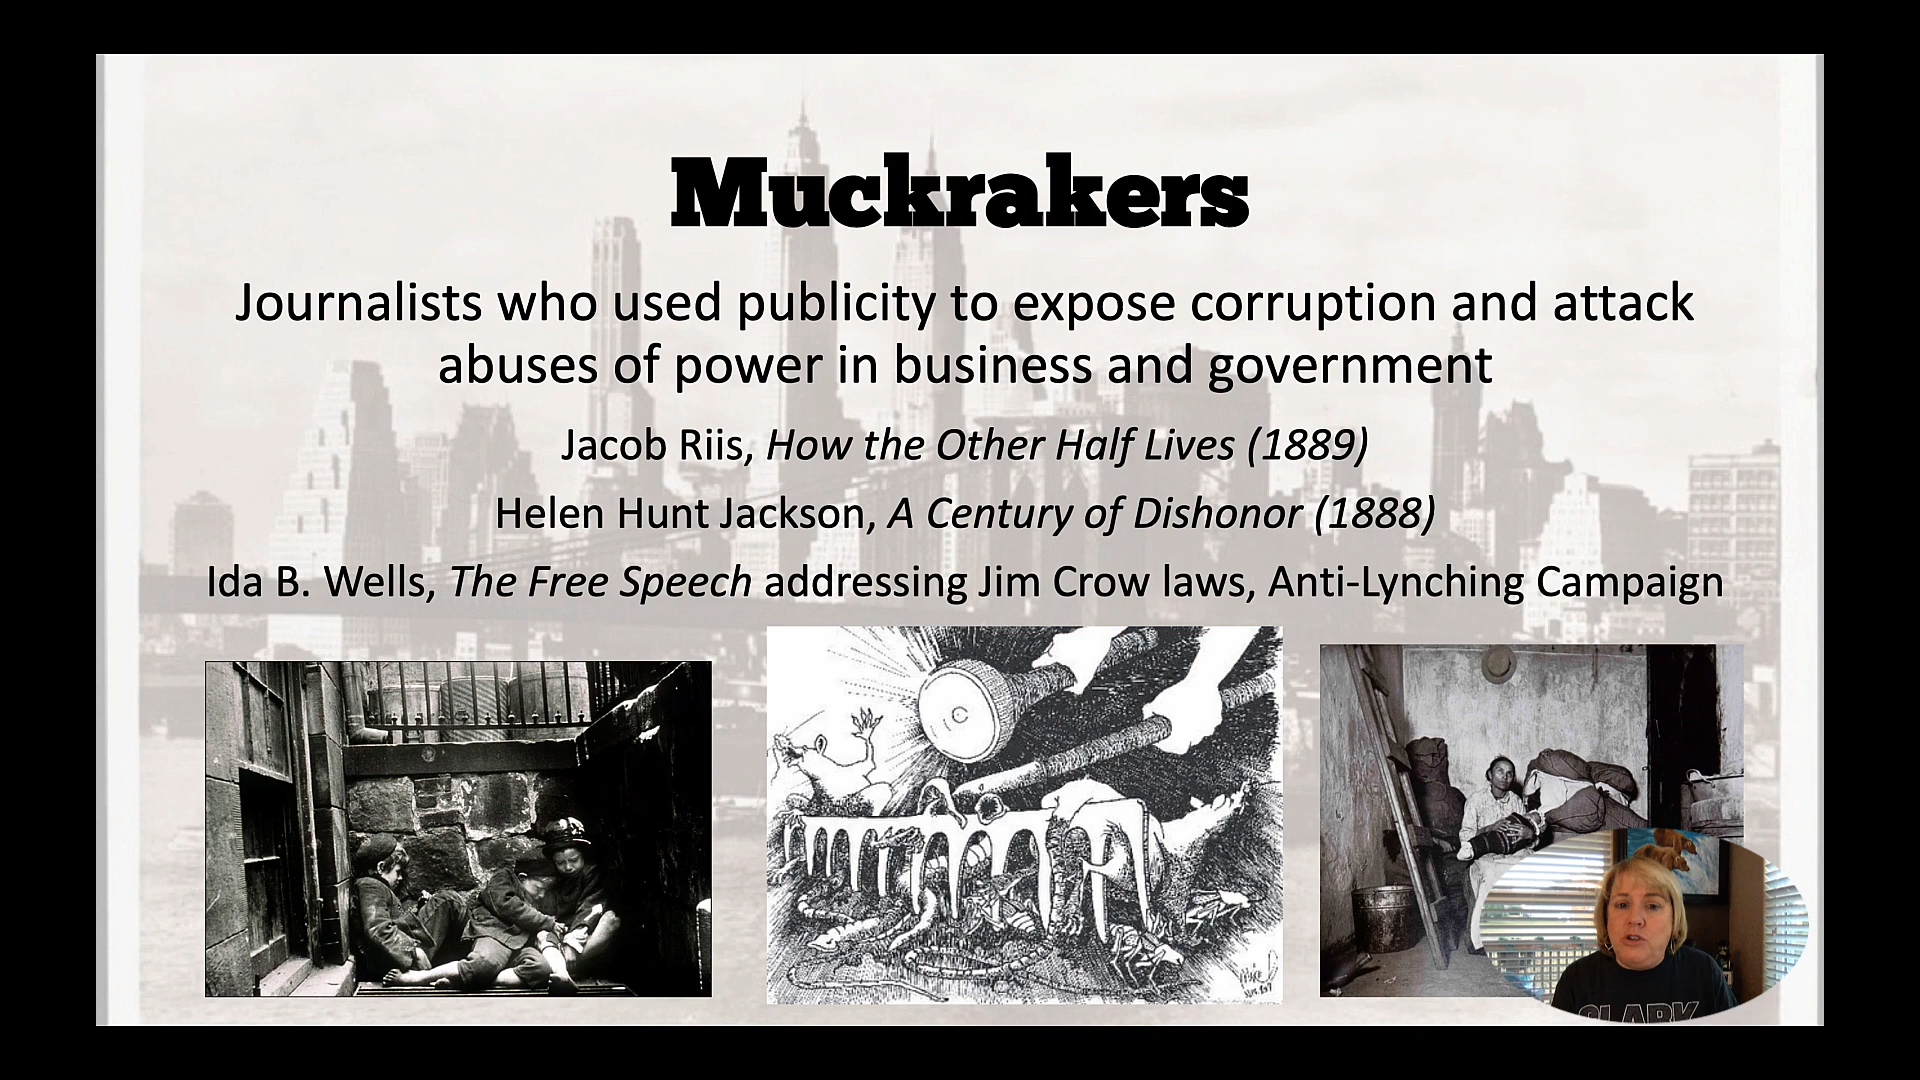 Muckrakers
Journalists who used publicity to expose corruption and attack
abuses of power in business and government
Jacob Riis, How the Other Half Lives (1889)
Helen Hunt Jackson, A Century of Dishonor (1888)
Ida B. Wells, The Free Speech addressing Jim Crow laws, Anti-Lynching Campaign